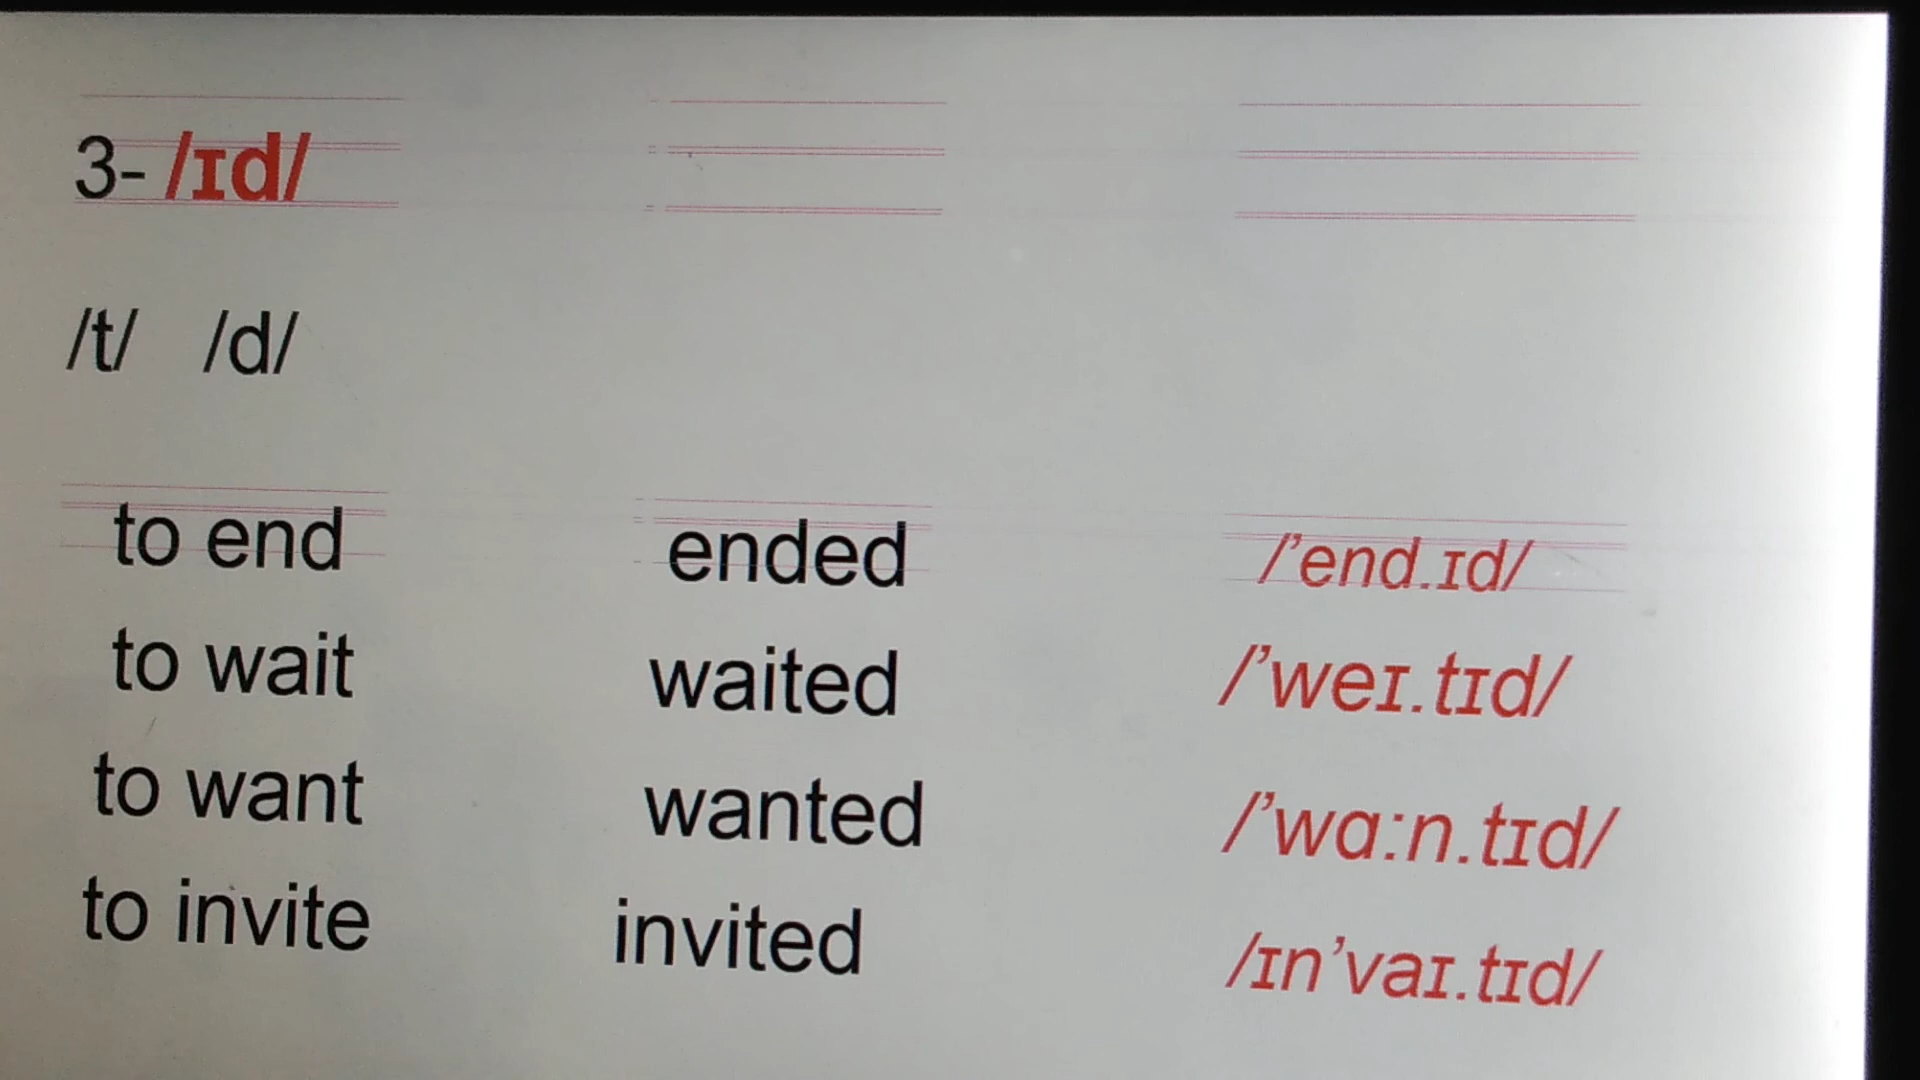 3- /ɪd/
/t/ /d/
to end ended /’end.ɪd/
to wait waited /’weɪ.tɪd/
to want wanted /’wɑːn.tɪd/
to invite invited /ɪn’vaɪ.tɪd/